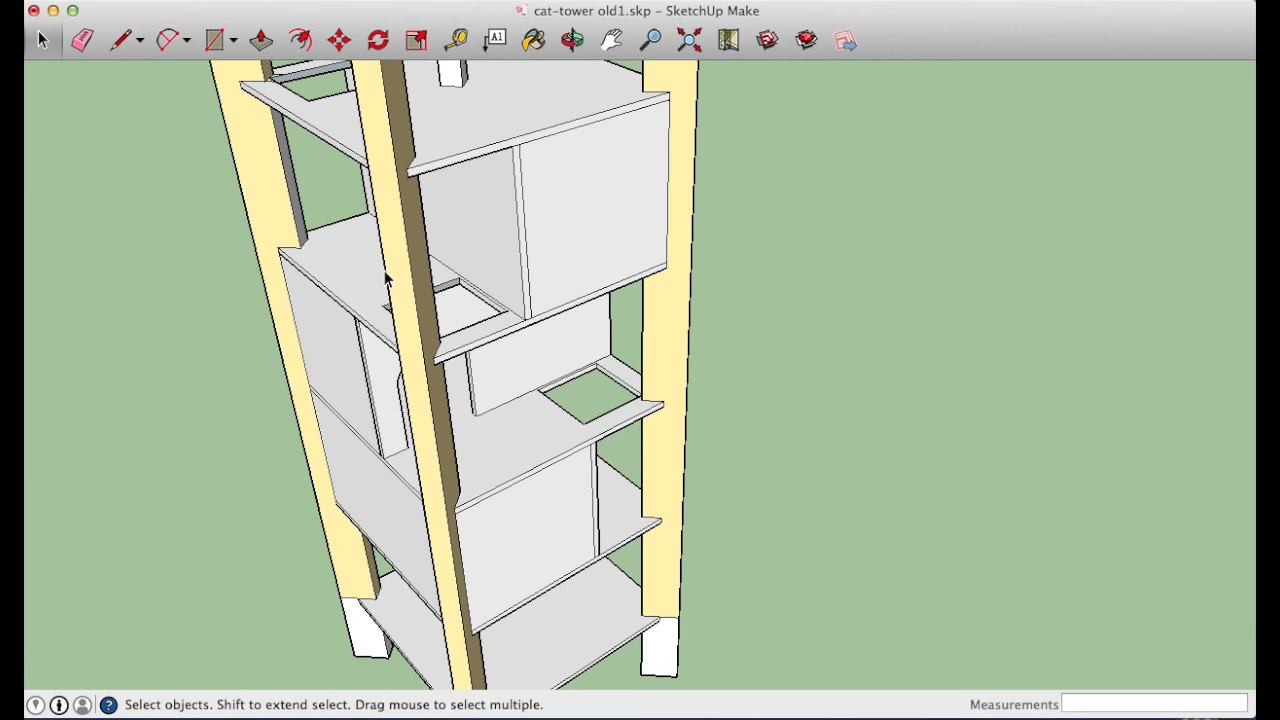 cat-tower old1.skp – SketchUp Make
A1
Select objects. Shift to extend select. Drag mouse to select multiple.
Measurements